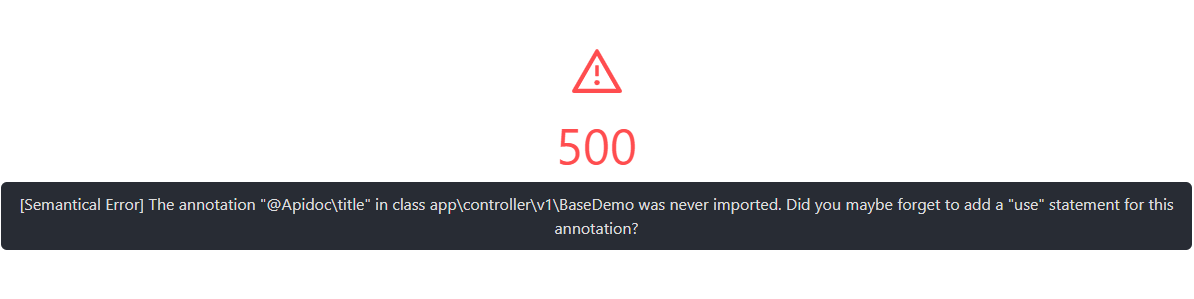 500
[Semantical Error] The annotation "@Apidoc\title" in class app\controller\v1\BaseDemo was never imported. Did you maybe forget to add a "use" statement for this
annotation?